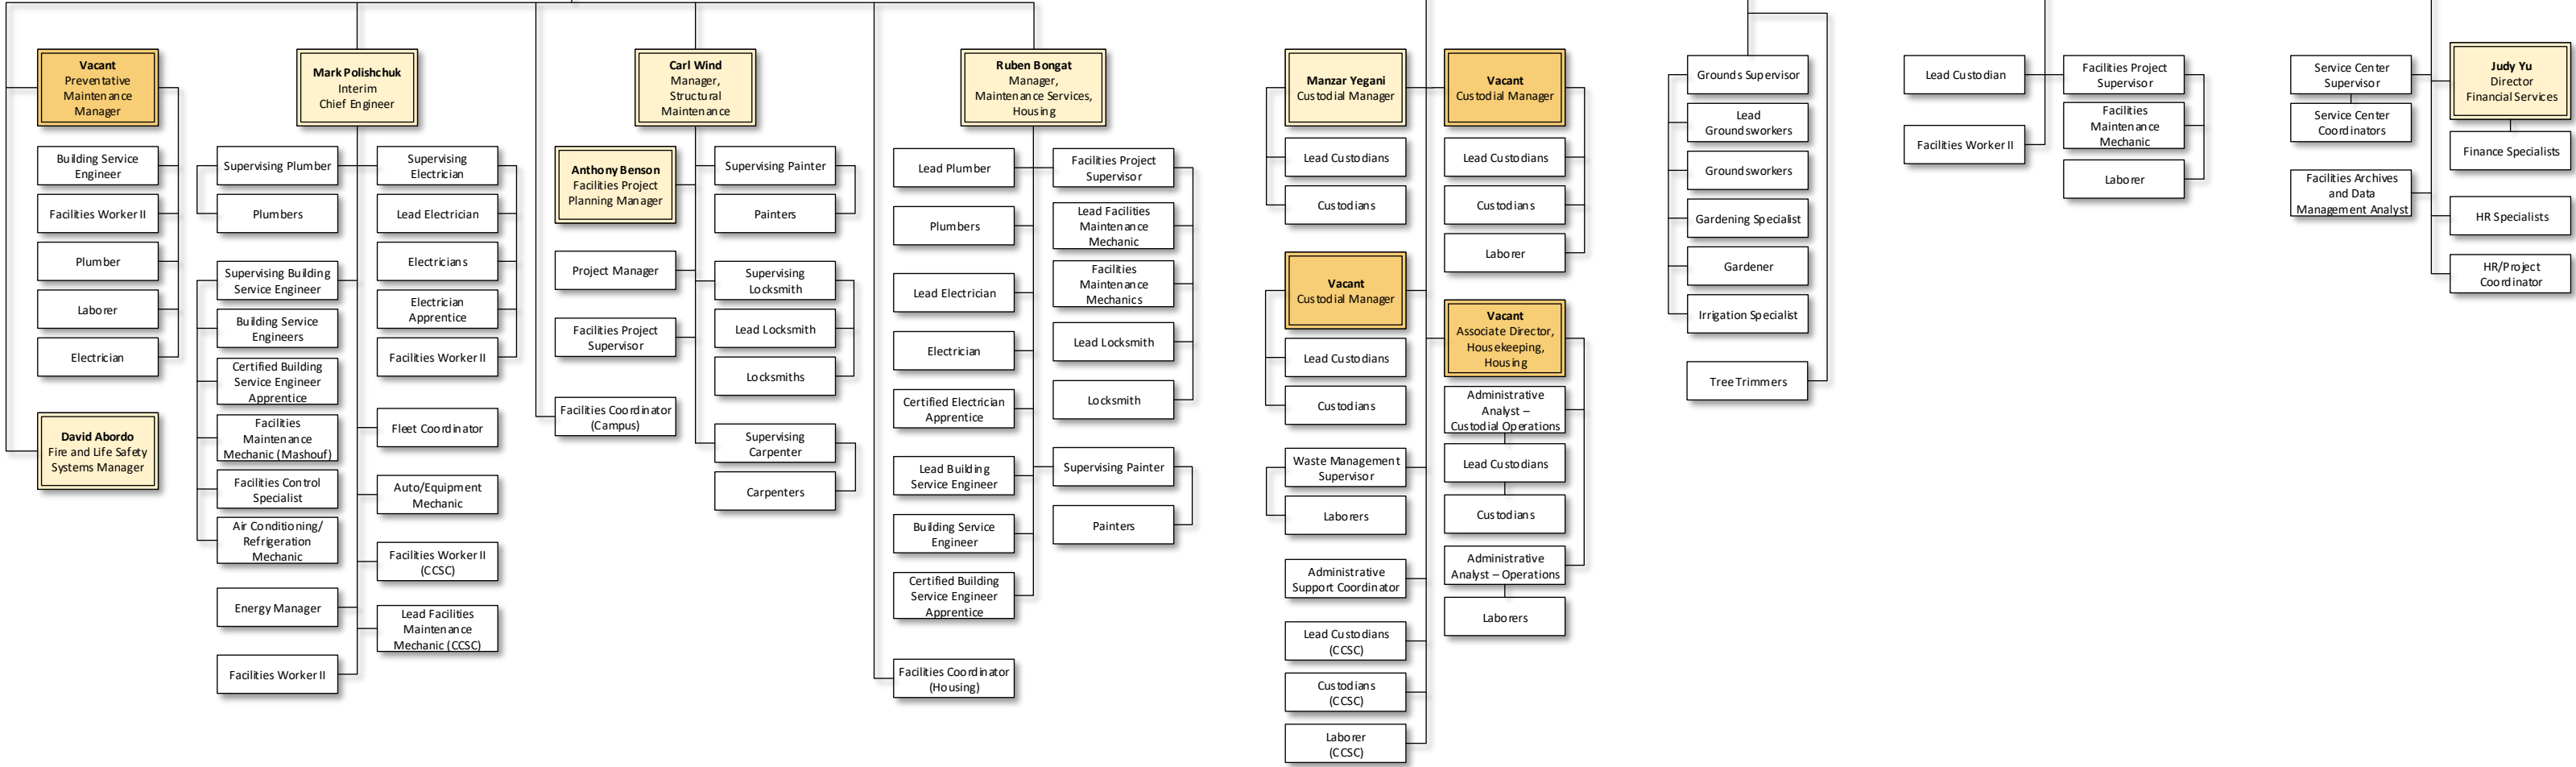 Vacant
Preventative
Maintenance
Manager
Building Service
Engineer
Facilities Worker II
Plumber
Laborer
Electrician
David Abordo
Fire and Life Safety
Systems Manager
Mark Polishchuk
Interim
Chief Engineer
Supervising Plumber
Plumbers
Supervising Building
Service Engineer
Building Service
Engineers
Certified Building
Service Engineer
Apprentice
Facilities
Maintenance
Mechanic (Mashouf)
Facilities Control
Specialist
Air Conditioning/
Refrigeration
Mechanic
Energy Manager
Facilities Worker II
Supervising
Electrician
Lead Electrician
Electricians
Electrician
Apprentice
Facilities Worker II
Fleet Coordinator
Auto/Equipment
Mechanic
Facilities Worker II
(CCSC)
Lead Facilities
Maintenance
Mechanic (CCSC)
Carl Wind
Manager,
Structural
Maintenance
Anthony Benson
Facilities Project
Planning Manager
Project Manager
Facilities Project
Supervisor
Facilities Coordinator
(Campus)
Supervising Painter
Painters
Supervising
Locksmith
Lead Locksmith
Locksmiths
Supervising
Carpenter
Carpenters
Ruben Bongat
Manager,
Maintenance Services,
Housing
Lead Plumber
Plumbers
Lead Electrician
Electrician
Certified Electrician
Apprentice
Lead Building
Service Engineer
Building Service
Engineer
Certified Building
Service Engineer
Apprentice
Facilities Coordinator
(Housing)
Facilities Project
Supervisor
Lead Facilities
Maintenance
Mechanic
Facilities
Maintenance
Mechanics
Lead Locksmith
Locksmith
Supervising Painter
Painters
Manzar Yegani
Custodial Manager
Lead Custodians
Custodians
Vacant
Custodial Manager
Lead Custodians
Custodians
Waste Management
Supervisor
Laborers
Administrative
Support Coordinator
Lead Custodians
(CCSC)
Custodians
(CCSC)
Laborer
(CCSC)
Vacant
Custodial Manager
Lead Custodians
Custodians
Laborer
Vacant
Associate Director,
Housekeeping,
Housing
Administrative
Analyst –
Custodial Operations
Lead Custodians
Custodians
Administrative
Analyst – Operations
Laborers
Grounds Supervisor
Lead
Groundsworkers
Groundsworkers
Gardening Specialist
Gardener
Irrigation Specialist
Tree Trimmers
Lead Custodian
Facilities Worker II
Facilities Project
Supervisor
Facilities
Maintenance
Mechanic
Laborer
Service Center
Supervisor
Service Center
Coordinators
Facilities Archives
and Data
Management Analyst
Judy Yu
Director
Financial Services
Finance Specialists
HR Specialists
HR/Project
Coordinator